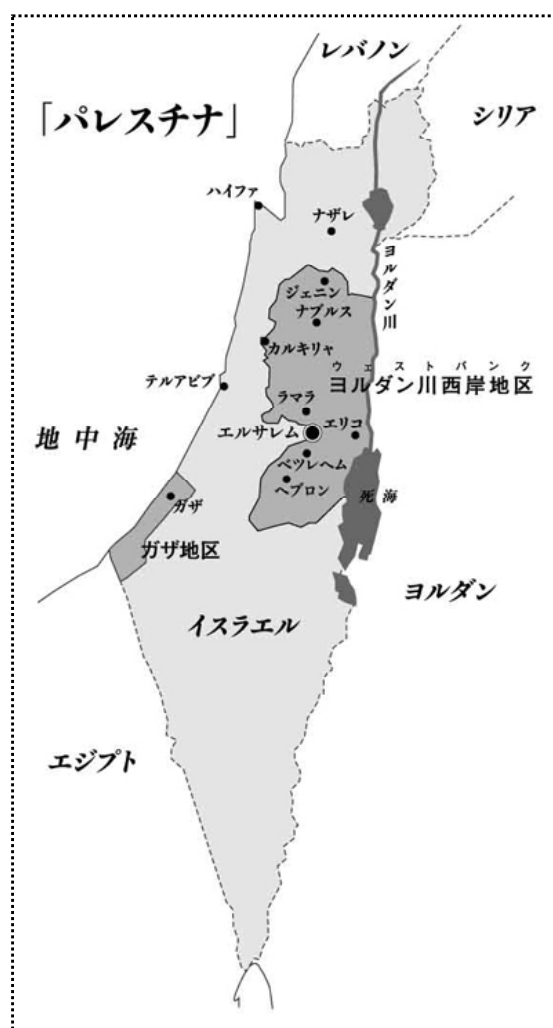 レバノン
「パレスチナ」
シリア
ハイファ
ナザレ
ヨルダン川
ジェニン
ナブルス
カルキリャ
ウェストバンク
ヨルダン川西岸地区
テルアビブ
ラマラ
エルサレム
エリコ
地中海
ベツレヘム
ヘブロン
死海
ガザ
ガザ地区
ヨルダン
イスラエル
エジプト